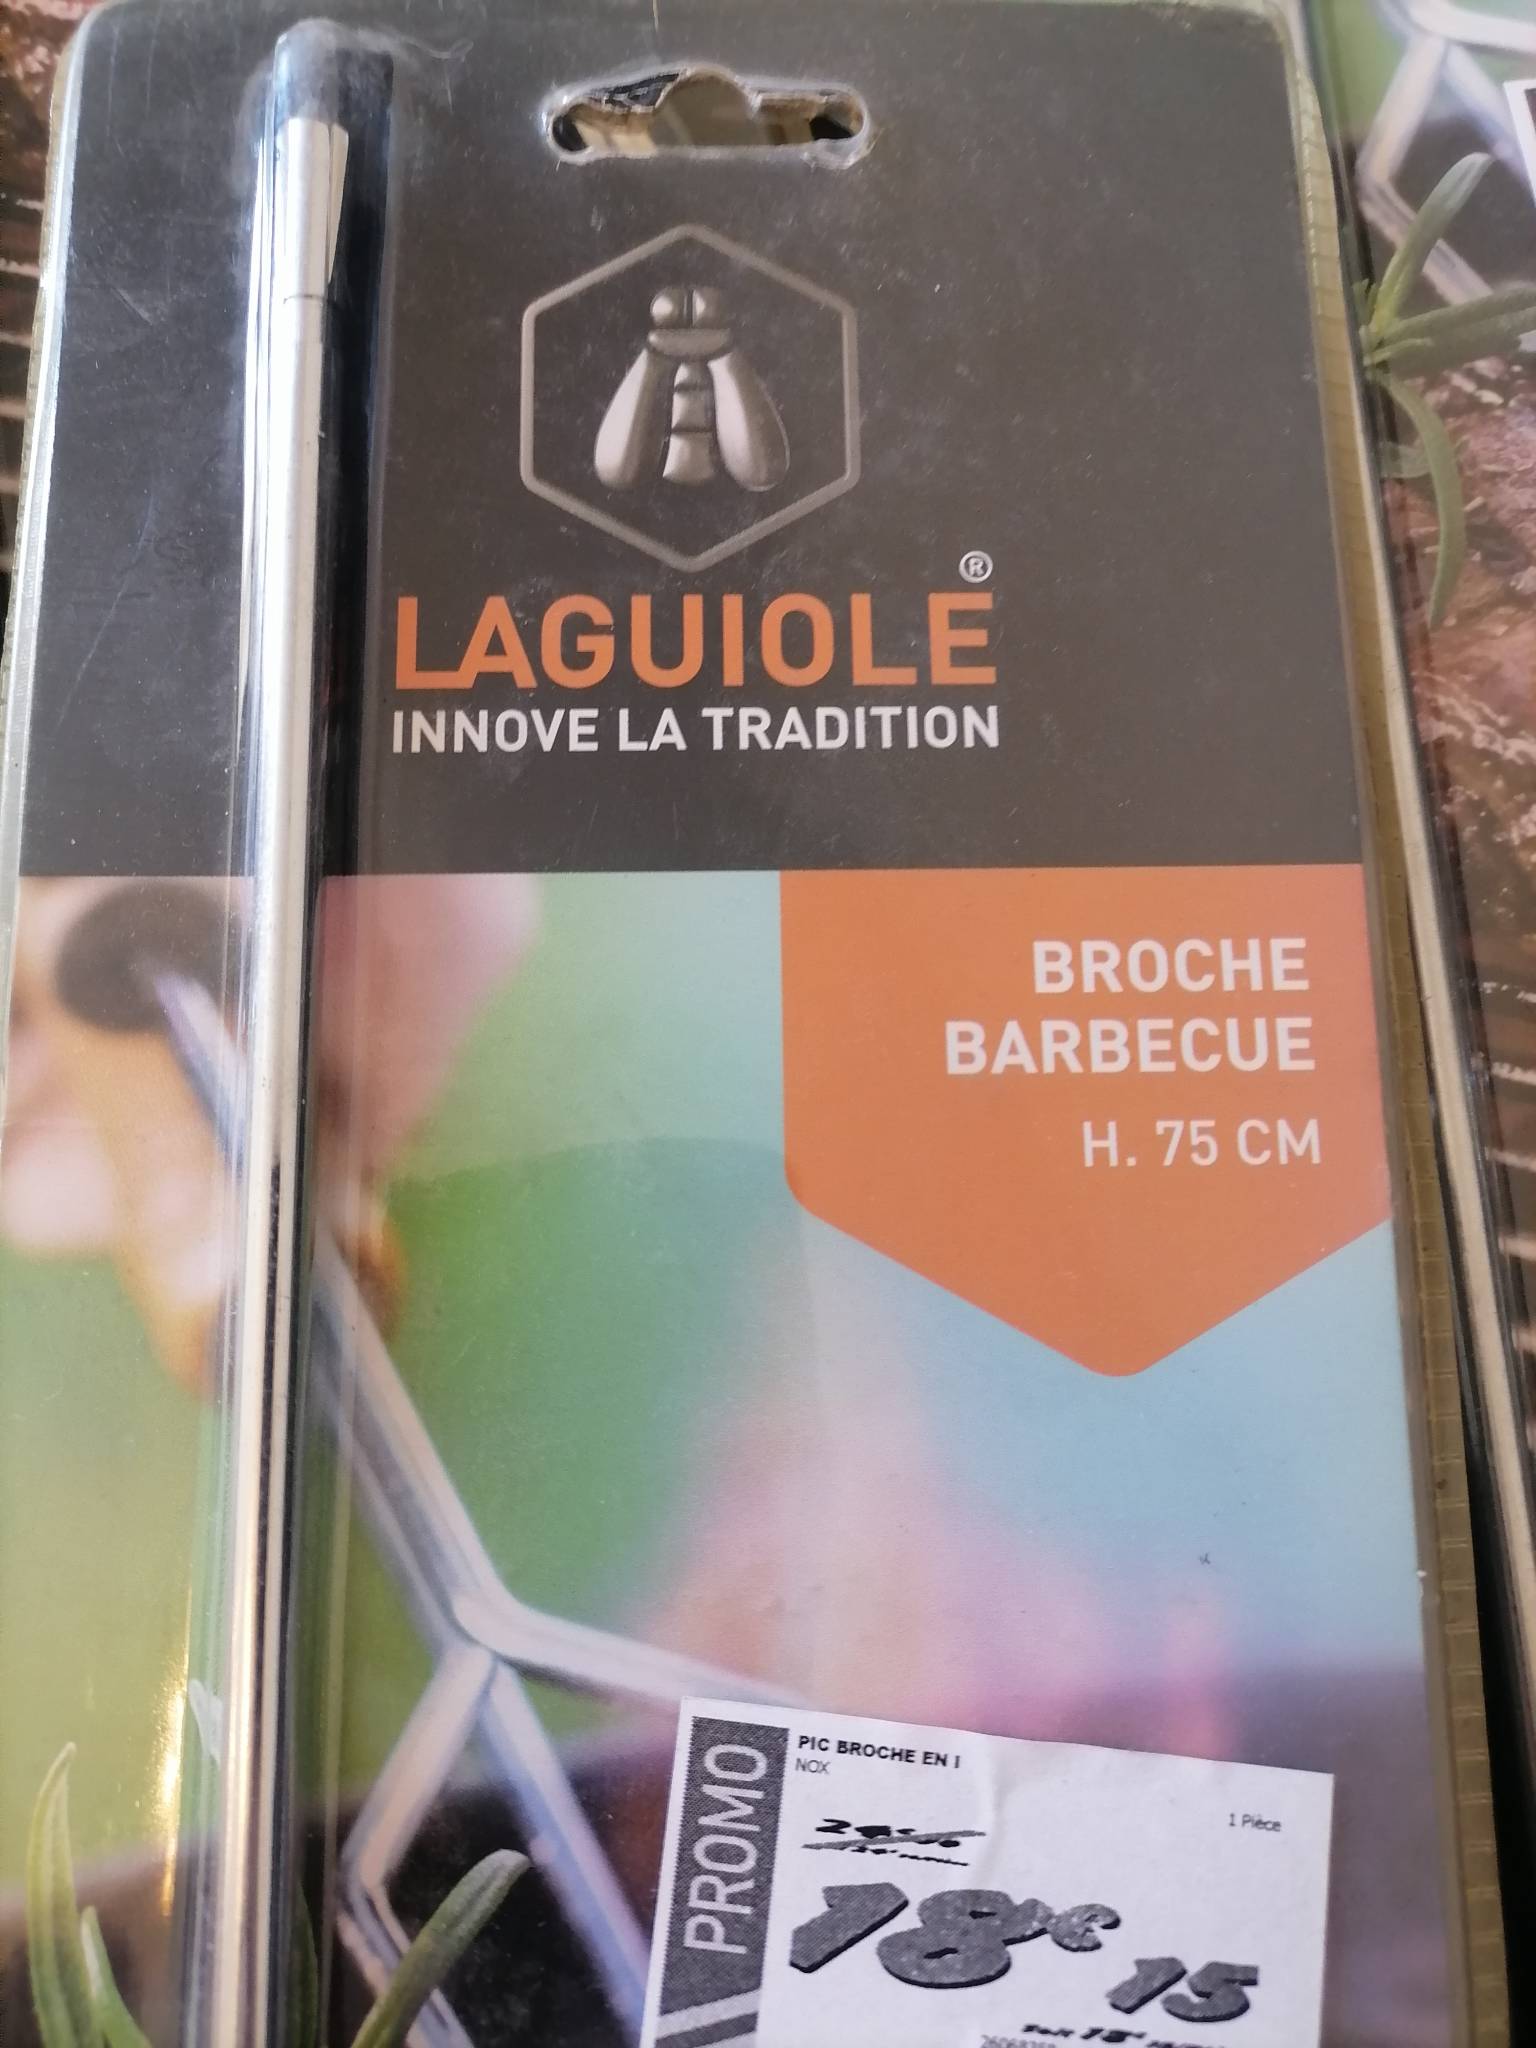 ®
LAGUIOLE
INNOVE LA TRADITION
BROCHE
BARBECUE
H. 75 CM
PROMO
PIC BROCHE EN I
NOX
1 Pièce
18
€
15